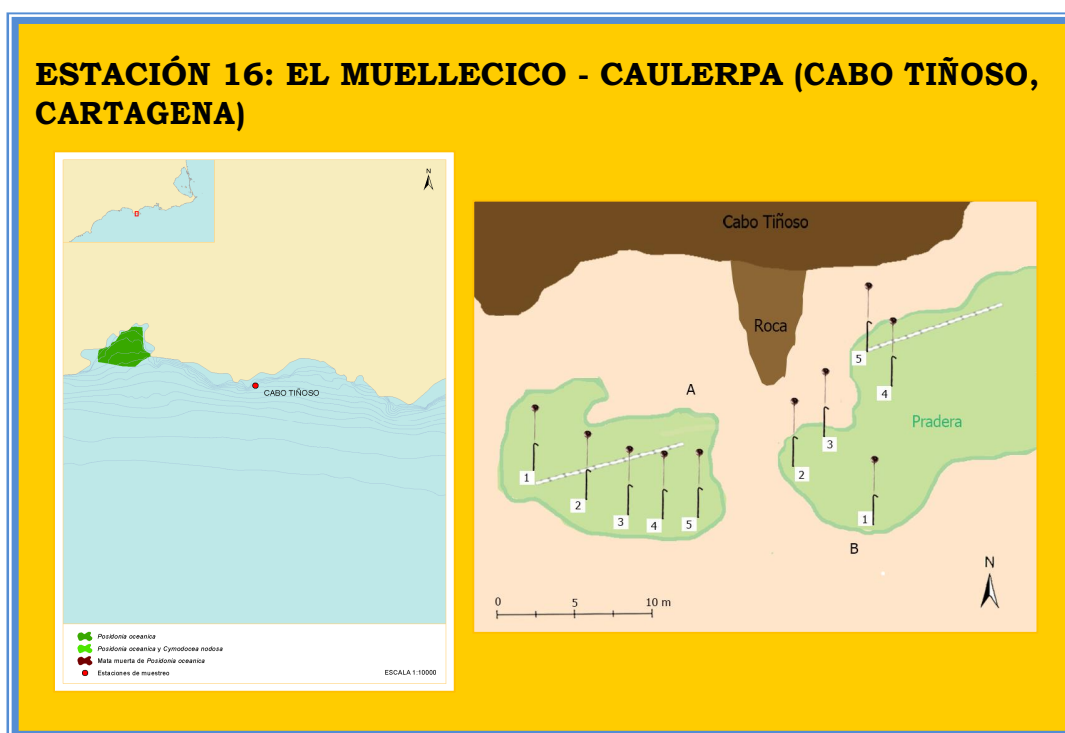 ESTACIÓN 16: EL MUELLECICO - CAULERPA (CABO TIÑOSO,
CARTAGENA)
N
CABO TIÑOSO
Posidonia oceanica
Posidonia oceanica y Cymodocea nodosa
Mata muerta de Posidonia oceanica
Estaciones de muestreo
ESCALA 1:10000
Cabo Tiñoso
Roca
A
Pradera
5
4
3
2
1
B
1
2
3
4
5
0 5 10 m
N